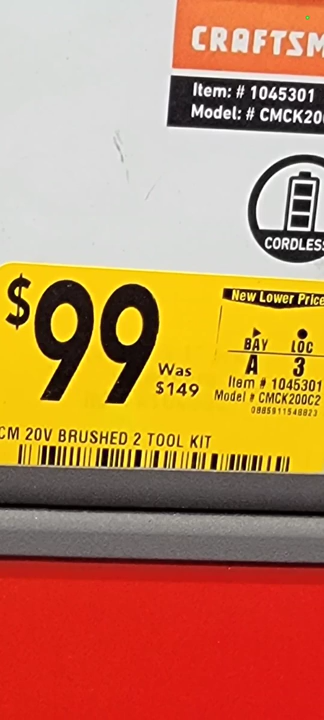 CRAFTSM
Item: # 1045301
Model: # CMCK200
CORDLESS
$99
Was
$149
New Lower Price
BAY LOC
A 3
Item # 1045301
Model # CMCK200C2
0885911548823
CM 20V BRUSHED 2 TOOL KIT